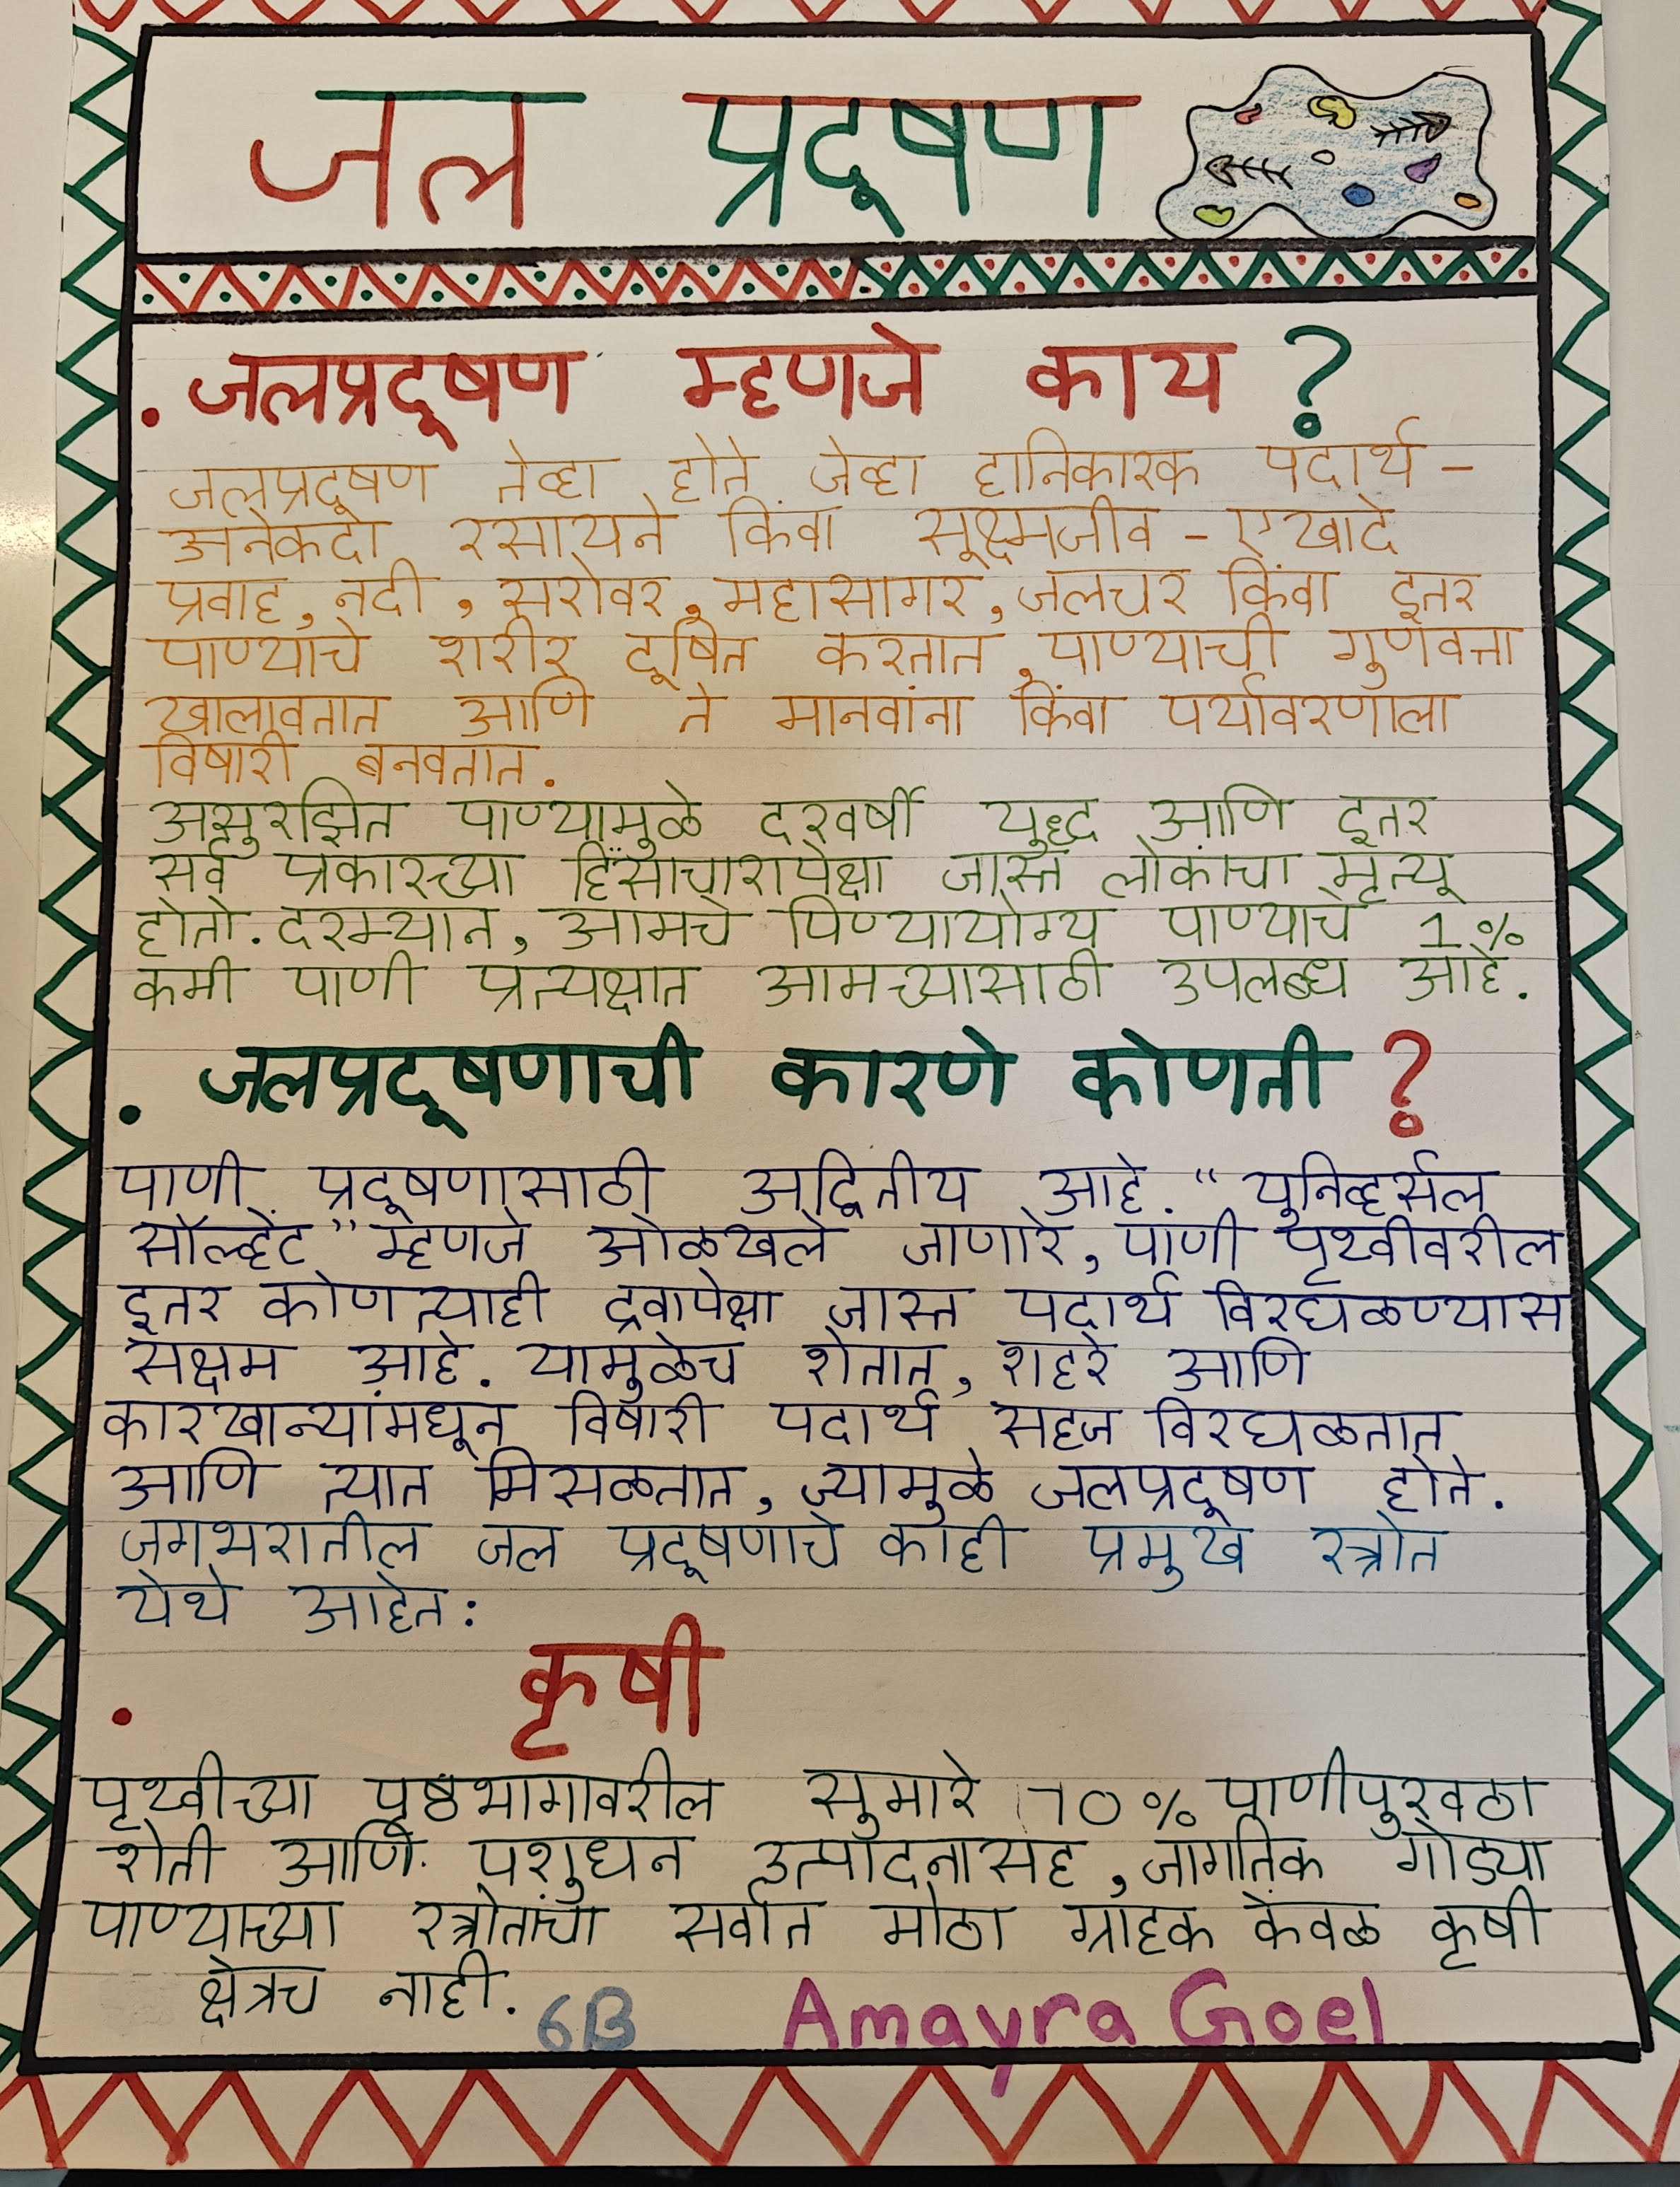 जल प्रदूषण
. जलप्रदूषण म्हणजे काय ?
जलप्रदूषण तेव्हा होते जेव्हा हानिकारक पदार्थ -
अनेकदा रसायने किंवा सूक्ष्मजीव - एखादे
प्रवाह, नदी, सरोवर, महासागर, जलचर किंवा इतर
पाण्याचे शरीर दूषित करतात, पाण्याची गुणवत्ता
खालावतात आणि ते मानवांना किंवा पर्यावरणाला
विषारी बनवतात.
असुरझित पाण्यामुळे दरवर्षी युद्ध आणि इतर
सर्व प्रकारच्या हिंसाचारापेक्षा जास्त लोकांचा मृत्यू
होतो. दरम्यान, आमचे पिण्यायोग्य पाण्याचे 1%
कमी पाणी प्रत्यक्षात आमच्यासाठी उपलब्ध आहे.
. जलप्रदूषणाची कारणे कोणती ?
पाणी प्रदूषणासाठी अद्वितीय आहे. "युनिव्हर्सल
सॉल्व्हेंट" म्हणजे ओळखले जाणारे, पाणी पृथ्वीवरील
इतर कोणत्याही द्रवापेक्षा जास्त पदार्थ विरघळण्यास
सक्षम आहे. यामुळेच शेतात, शहरे आणि
कारखान्यांमधून विषारी पदार्थ सहज विरघळतात
आणि त्यात मिसळतात, ज्यामुळे जलप्रदूषण होते.
जगभरातील जल प्रदूषणाचे काही प्रमुख स्त्रोत
येथे आहेत:
. कृषी
पृथ्वीच्या पृष्ठभागावरील सुमारे 70% पाणीपुरवठा
शेती आणि पशुधन उत्पादनासह, जागतिक गोड्या
पाण्याच्या स्त्रोतांचा सर्वात मोठा ग्राहक केवळ कृषी
क्षेत्रच नाही.
6B Amayra Goel